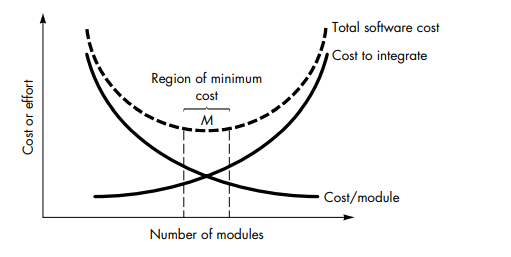 Total software cost
Cost to integrate
Region of minimum
cost
M
Cost or effort
Cost/module
Number of modules